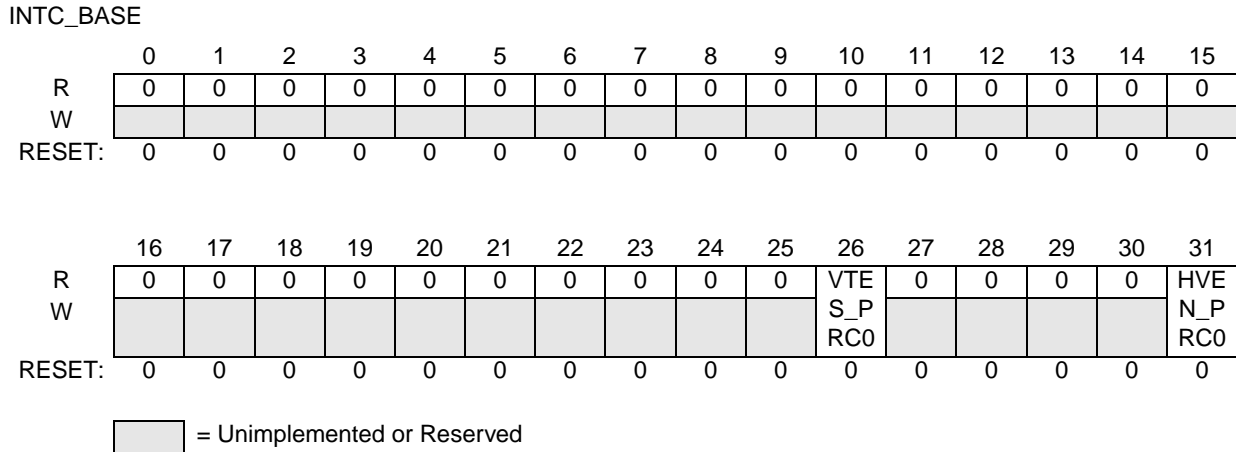 INTC_BASE
0 1 2 3 4 5 6 7 8 9 10 11 12 13 14 15
R 0 0 0 0 0 0 0 0 0 0 0 0 0 0 0 0
W
RESET: 0 0 0 0 0 0 0 0 0 0 0 0 0 0 0 0
16 17 18 19 20 21 22 23 24 25 26 27 28 29 30 31
R 0 0 0 0 0 0 0 0 0 0 VTE 0 0 0 0 HVE
W S_P N_P
RC0 RC0
RESET: 0 0 0 0 0 0 0 0 0 0 0 0 0 0 0 0
= Unimplemented or Reserved